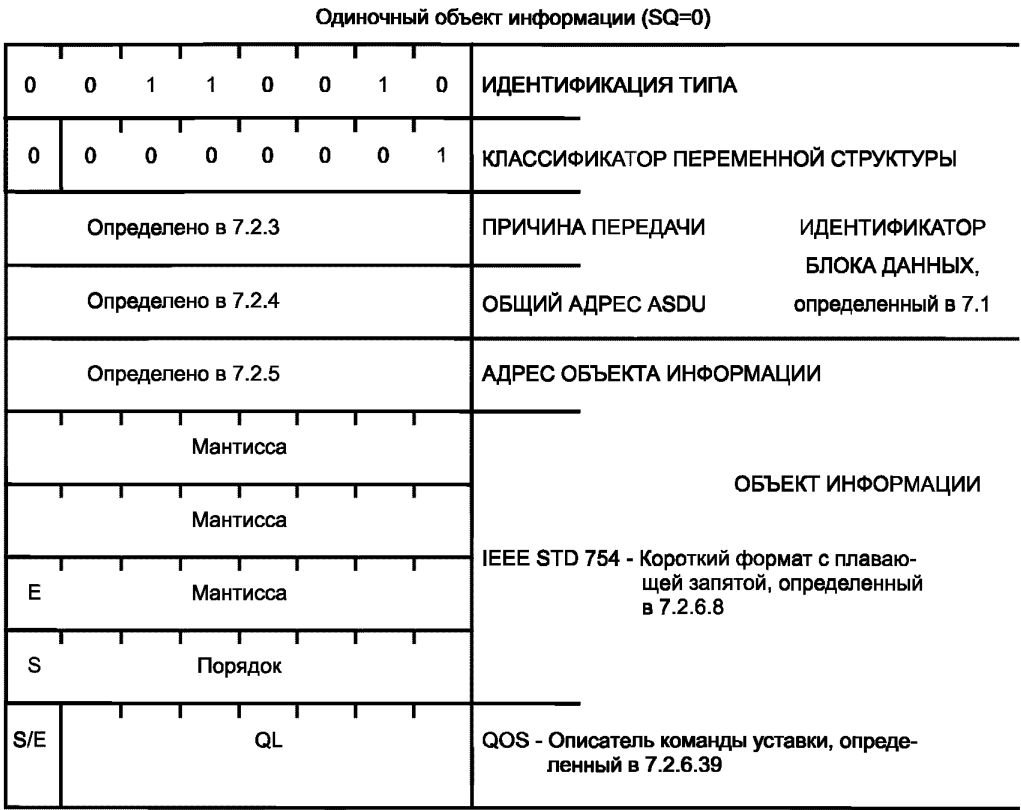 Одиночный объект информации (SQ=0)
0 0 1 1 0 0 1 0 ИДЕНТИФИКАЦИЯ ТИПА
0 0 0 0 0 0 0 1 КЛАССИФИКАТОР ПЕРЕМЕННОЙ СТРУКТУРЫ
Определено в 7.2.3 ПРИЧИНА ПЕРЕДАЧИ ИДЕНТИФИКАТОР
БЛОКА ДАННЫХ,
Определено в 7.2.4 ОБЩИЙ АДРЕС ASDU определенный в 7.1
Определено в 7.2.5 АДРЕС ОБЪЕКТА ИНФОРМАЦИИ
Мантисса
ОБЪЕКТ ИНФОРМАЦИИ
Мантисса
IEEE STD 754 - Короткий формат с плаваю-
щей запятой, определенный
E Мантисса
в 7.2.6.8
S Порядок
S/E QL QOS - Описатель команды уставки, опреде-
ленный в 7.2.6.39